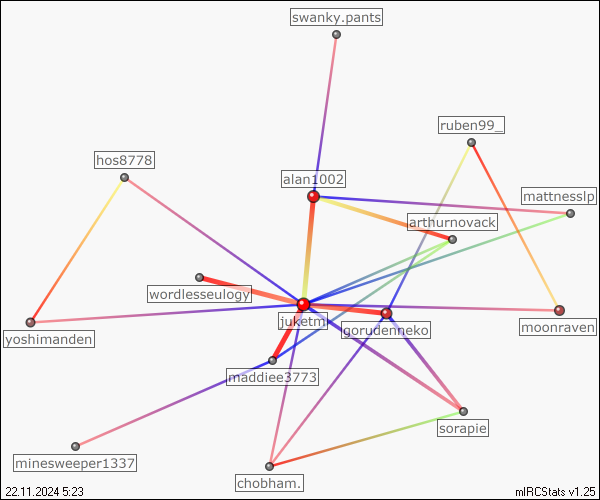 swanky.pants
ruben99_
hos8778
alan1002
mattnesslp
arthurnovack
wordlesseulogy
juketm
gorudenneko
moonraven
yoshimanden
maddiee3773
sorapie
minesweeper1337
chobham.
22.11.2024 5:23
mIRCStats v1.25